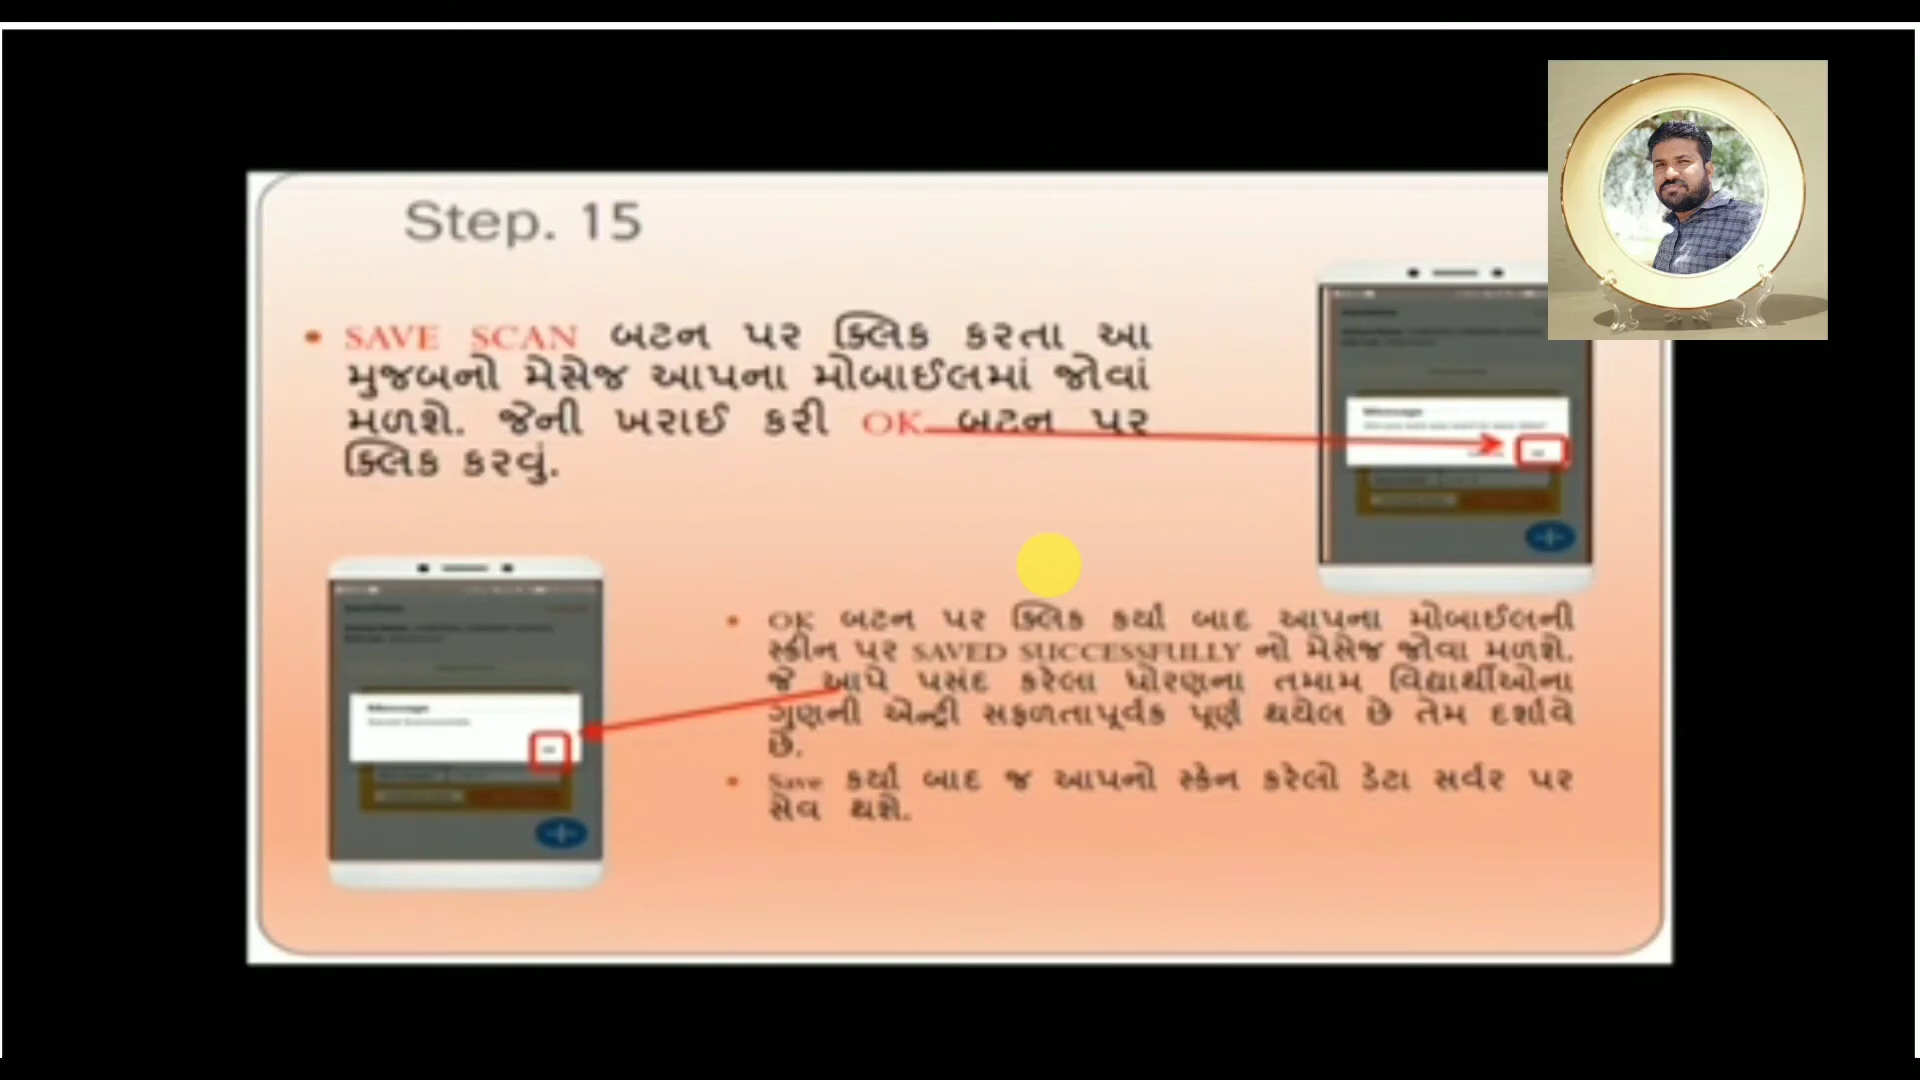 Step. 15
SAVE SCAN બટન પર ક્લિક કરતા આ
મુજબનો મેસેજ આપના મોબાઈલમાં જોવાં
મળશે. જેની ખરાઈ કરી OK બટન પર
ક્લિક કરવું.
Message
Message
OK બટન પર ક્લિક કર્યા બાદ આપના મોબાઈલની
સ્ક્રીન પર SAVED SUCCESSFULLY નો મેસેજ જોવા મળશે.
જે આપે પસંદ કરેલા ધોરણના તમામ વિદ્યાર્થીઓના
ગુણની એન્ટ્રી સફળતાપૂર્વક પૂર્ણ થયેલ છે તેમ દર્શાવે
છે.
Save કર્યા બાદ જ આપનો સ્કેન કરેલો ડેટા સર્વર પર
સેવ થશે.